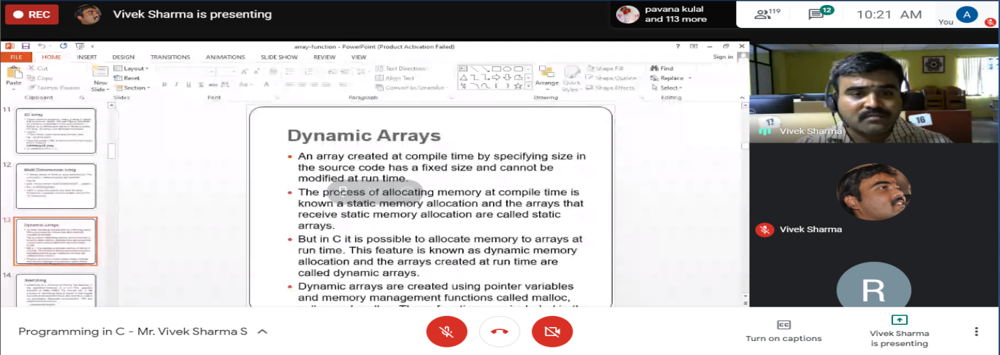 REC
Vivek Sharma is presenting
pavana kulal
and 113 more
119
12
10:21 AM
You
A
array-function - PowerPoint (Product Activation Failed)
FILE HOME INSERT DESIGN TRANSITIONS ANIMATIONS SLIDE SHOW REVIEW VIEW
Sign in
Paste
Cut
Copy
Format Painter
Clipboard
New
Slide
Layout
Reset
Section
Slides
Font
Text Direction
Align Text
Convert to SmartArt
Paragraph
Arrange
Quick
Styles
Shape Fill
Shape Outline
Shape Effects
Drawing
Find
Replace
Select
Editing
11
2D Array
12
Multi Dimensional Array
13
Dynamic Arrays
14
Searching
Dynamic Arrays
• An array created at compile time by specifying size in
the source code has a fixed size and cannot be
modified at run time.
• The process of allocating memory at compile time is
known a static memory allocation and the arrays that
receive static memory allocation are called static
arrays.
• But in C it is possible to allocate memory to arrays at
run time. This feature is known as dynamic memory
allocation and the arrays created at run time are
called dynamic arrays.
• Dynamic arrays are created using pointer variables
and memory management functions called malloc,
16
Vivek Sharma
Vivek Sharma
R
Programming in C - Mr. Vivek Sharma S
CC
Turn on captions
Vivek Sharma
is presenting